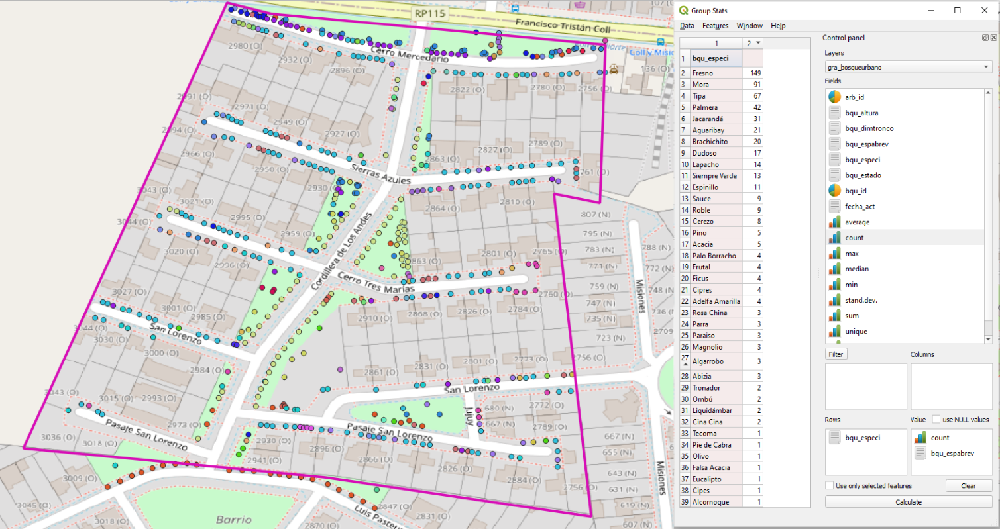 RP115
Francisco Tristán Coll
Cerro Mercedario
Coll y Misio
2980 (O)
2932 (O)
2896 (O)
136 (O)
2822 (O)
2780 (O)
2756 (O)
2991 (O)
2971 (O)
2949 (O)
2927 (O)
2994 (O)
2966 (O)
2950 (O)
2930
2789 (O)
2827 (O)
2863 (O)
761 (O)
Sierras Azules
2864 (O)
2810 (O)
3043 (O)
3021 (O)
3044 (O)
2995 (O)
2959 (O)
3020 (O)
2996 (O)
Cordillera de Los Andes
863 (O)
2801 (O)
2765 (O)
Cerro Tres Marías
2760 (O)
2910 (O)
2868 (O)
2826 (O)
2784 (O)
807 (N)
795 (N)
783 (N)
771 (N)
759 (N)
747 (N)
735 (N)
723 (N)
788 (N)
772 (N)
748 (N)
736 (N)
2709
Misiones
3027 (O)
3001 (O)
2985 (O)
3044 (O)
3030 (O)
San Lorenzo
3000 (O)
2984 (O)
2861 (O)
2831 (O)
2801 (O)
2773 (O)
2756 (O)
San Lorenzo
3043 (O)
3015 (O)
2993 (O)
2973 (O)
3036 (O)
3018 (O)
Pasaje San Lorenzo
Jujuy
680 (N)
667 (N)
2772 (O)
2789 (O)
Pasaje San Lorenzo
2930 (O)
2941 (O)
2896 (O)
2866 (O)
2826 (O)
2884 (O)
2756 (O)
667 (N)
655 (N)
643 (N)
631 (N)
619 (N)
607 (N)
Misiones
3009 (O)
3045 (O)
3018 (O)
Barrio
Luis Pasteu
2847 (O)
2831 (O)
2870 (O)
2802 (O)
Group Stats
Data Features Window Help
1 2
1 bqu_especi
2 Fresno 149
3 Mora 91
4 Tipa 67
5 Palmera 42
6 Jacarandá 31
7 Aguaribay 21
8 Brachichito 20
9 Dudoso 17
10 Lapacho 14
11 Siempre Verde 13
12 Espinillo 11
13 Sauce 9
14 Roble 9
15 Cerezo 8
16 Pino 5
17 Acacia 5
18 Palo Borracho 4
19 Frutal 4
20 Ficus 4
21 Cipres 4
22 Adelfa Amarilla 4
23 Rosa China 3
24 Parra 3
25 Paraiso 3
26 Magnolio 3
27 Algarrobo 3
28 Abizia 3
29 Tronador 2
30 Ombú 2
31 Liquidámbar 2
32 Cina Cina 2
33 Tecoma 1
34 Pie de Cabra 1
35 Olivo 1
36 Falsa Acacia 1
37 Eucalipto 1
38 Cipes 1
39 Alcornoque 1
Control panel
Layers
gra_bosqueurbano
Fields
arb_id
bqu_altura
bqu_dimtronco
bqu_espabrev
bqu_especi
bqu_estado
bqu_id
fecha_act
average
count
max
median
min
stand.dev.
sum
unique
Filter Columns
Rows Value use NULL values
bqu_especi
count
bqu_espabrev
Use only selected features Clear
Calculate